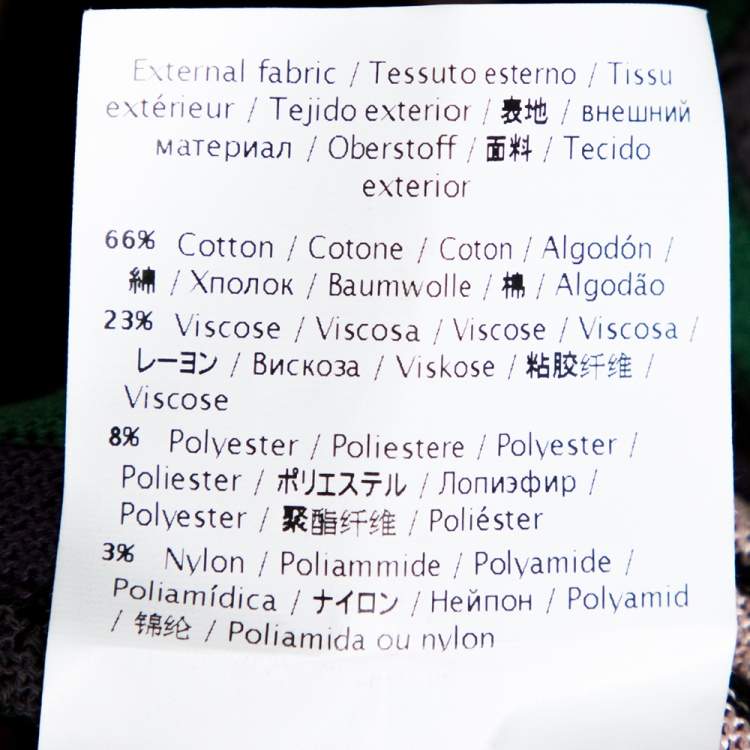 External fabric / Tessuto esterno / Tissu
extérieur / Tejido exterior / 表地 / внешний
материал / Oberstoff / 面料 / Tecido
exterior
66% Cotton / Cotone / Coton / Algodón /
綿 / Хполок / Baumwolle / 棉 / Algodão
23% Viscose / Viscosa / Viscose / Viscosa /
レーヨン / Вискоза / Viskose / 粘胶纤维 /
Viscose
8% Polyester / Poliestere / Polyester /
Poliester / ポリエステル / Лопиэфир /
Polyester / 聚酯纤维 / Poliéster
3% Nylon / Poliammide / Polyamide /
Poliamídica / ナイロン / Нейпон / Polyamid
/ 锦纶 / Poliamida ou nylon